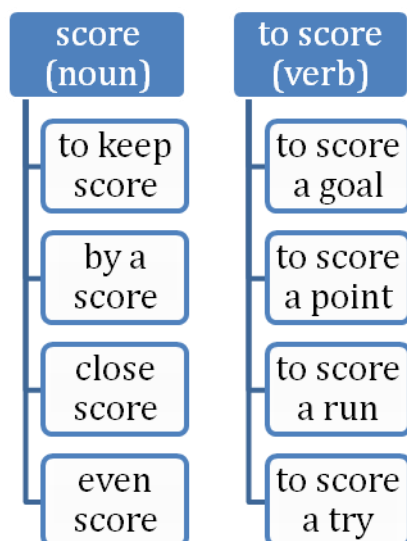 score
(noun)
to keep
score
by a
score
close
score
even
score
to score
(verb)
to score
a goal
to score
a point
to score
a run
to score
a try